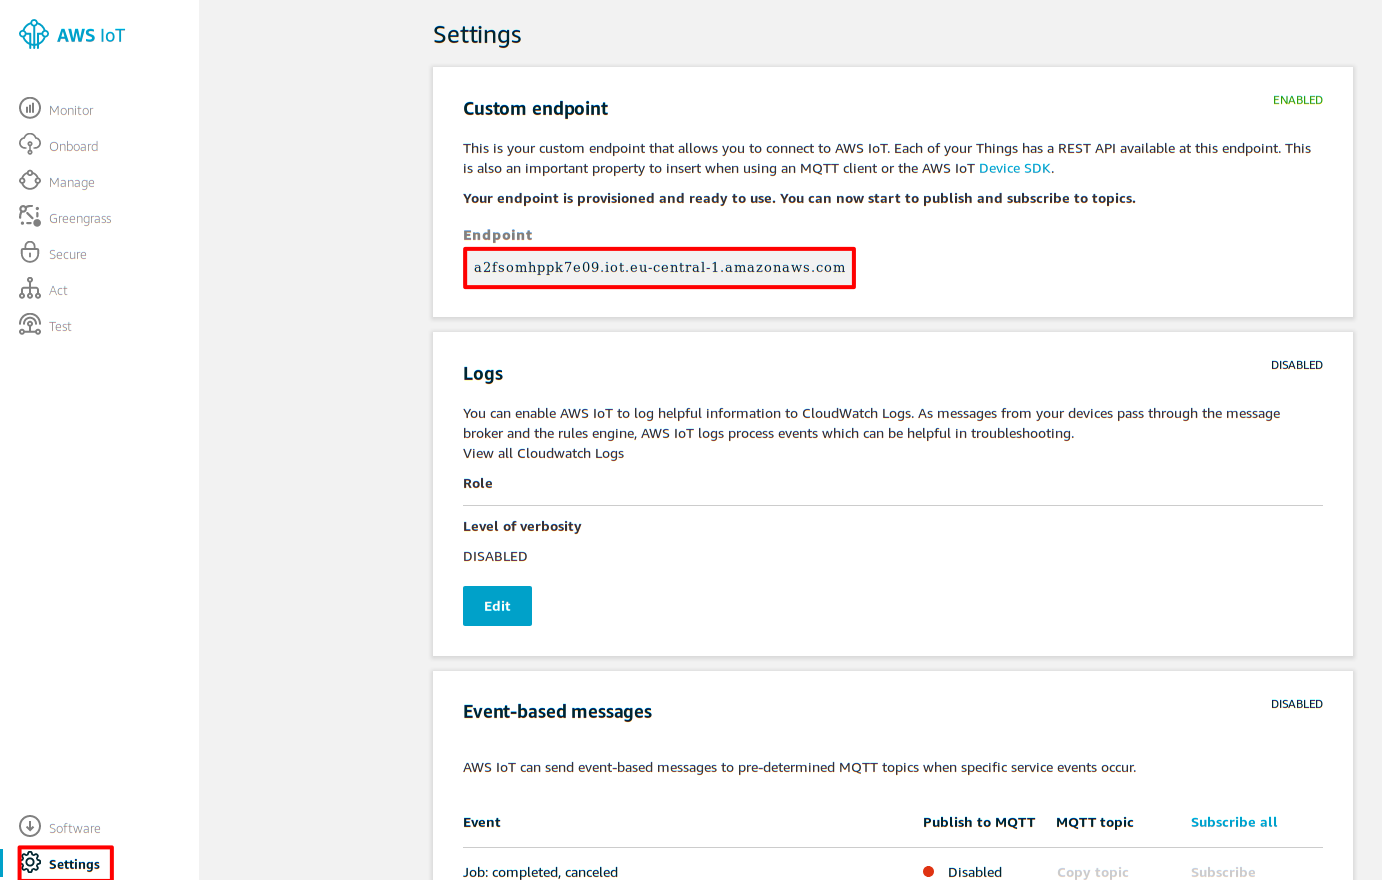 AWS IoT
Monitor
Onboard
Manage
Greengrass
Secure
Act
Test
Software
Settings
Settings
Custom endpoint
ENABLED
This is your custom endpoint that allows you to connect to AWS IoT. Each of your Things has a REST API available at this endpoint. This
is also an important property to insert when using an MQTT client or the AWS IoT Device SDK.
Your endpoint is provisioned and ready to use. You can now start to publish and subscribe to topics.
Endpoint
a2fsomhppk7e09.iot.eu-central-1.amazonaws.com
Logs
DISABLED
You can enable AWS IoT to log helpful information to CloudWatch Logs. As messages from your devices pass through the message
broker and the rules engine, AWS IoT logs process events which can be helpful in troubleshooting.
View all Cloudwatch Logs
Role
Level of verbosity
DISABLED
Edit
Event-based messages
DISABLED
AWS IoT can send event-based messages to pre-determined MQTT topics when specific service events occur.
Event Publish to MQTT MQTT topic Subscribe all
Job: completed, canceled Disabled Copy topic Subscribe